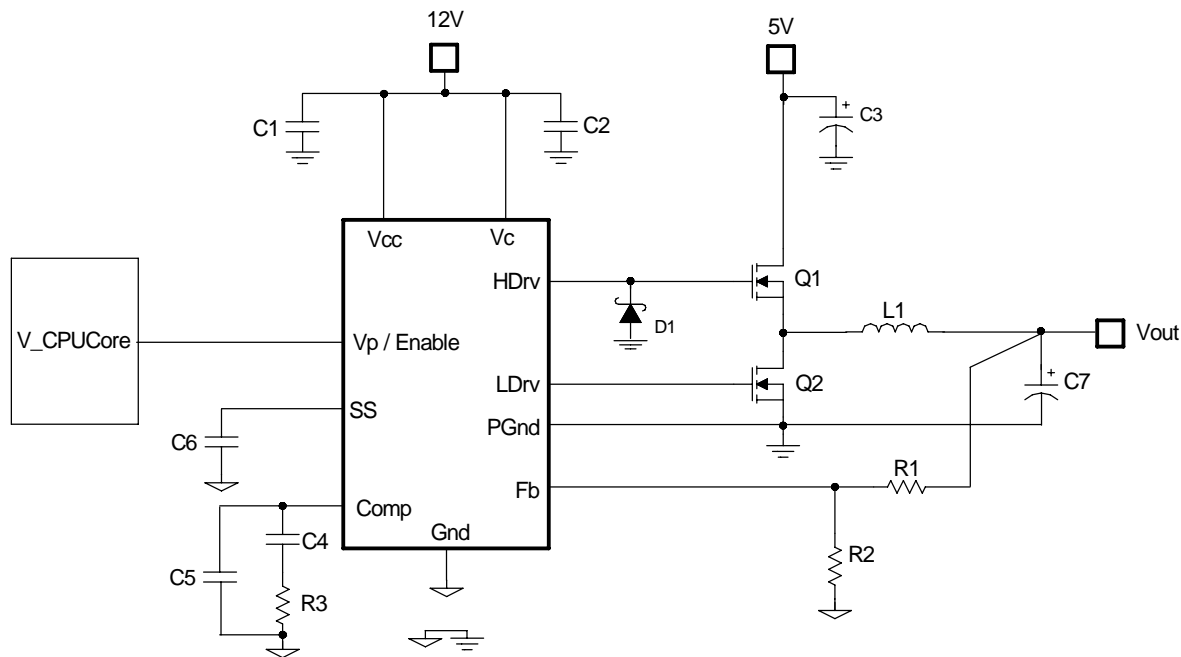 12V
5V
C1
C2
+
C3
Vcc
Vc
HDrv
Q1
D1
L1
V_CPUCore
Vp / Enable
Vout
LDrv
Q2
+
C7
SS
PGnd
C6
R1
Fb
Comp
Gnd
C4
R2
C5
R3